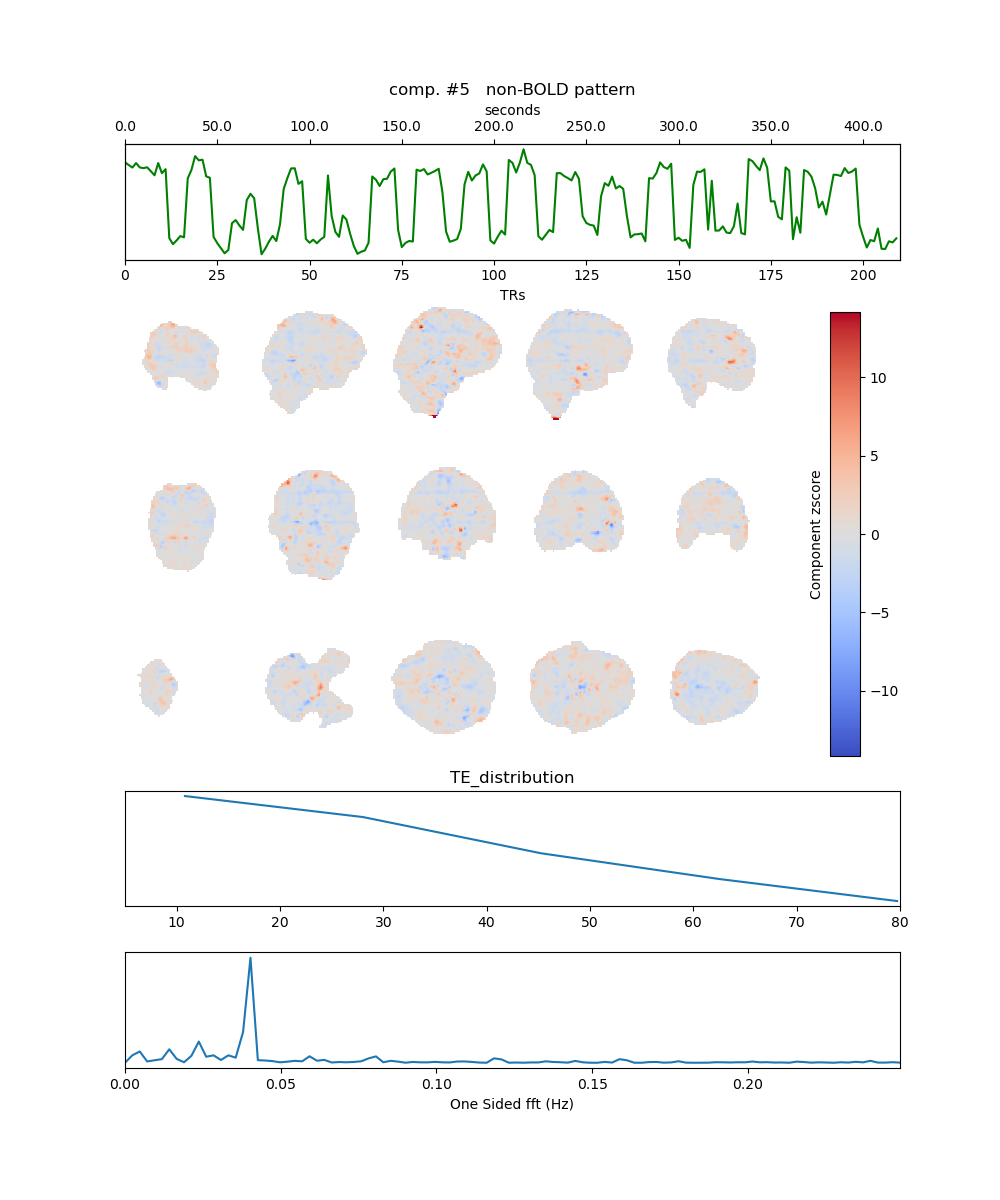 comp. #5   non-BOLD pattern
seconds
0.0 50.0 100.0 150.0 200.0 250.0 300.0 350.0 400.0
0 25 50 75 100 125 150 175 200
TRs
10
5
0
−5
−10
Component zscore
TE_distribution
10 20 30 40 50 60 70 80
0.00 0.05 0.10 0.15 0.20
One Sided fft (Hz)